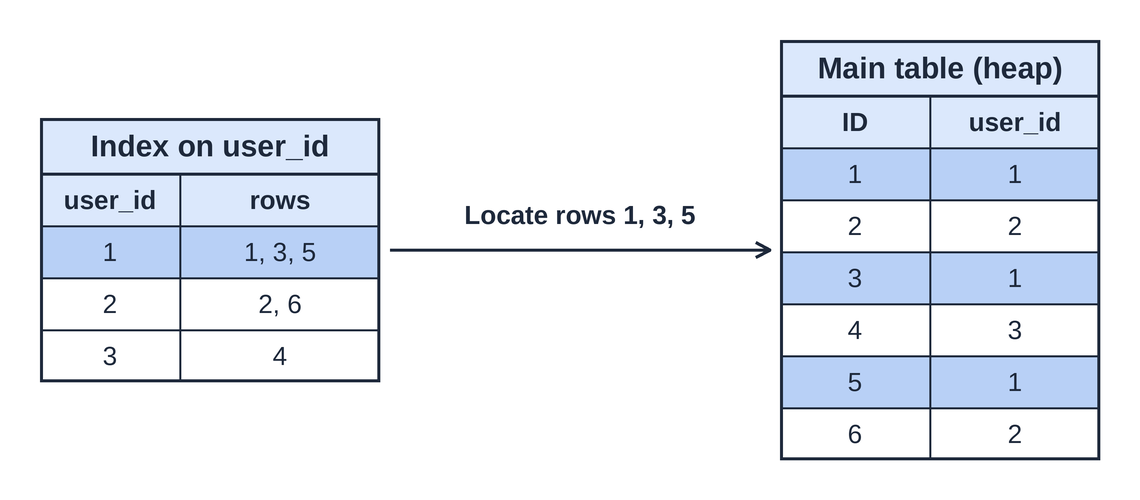 Index on user_id
user_id rows
1 1, 3, 5
2 2, 6
3 4
Locate rows 1, 3, 5
Main table (heap)
ID user_id
1 1
2 2
3 1
4 3
5 1
6 2